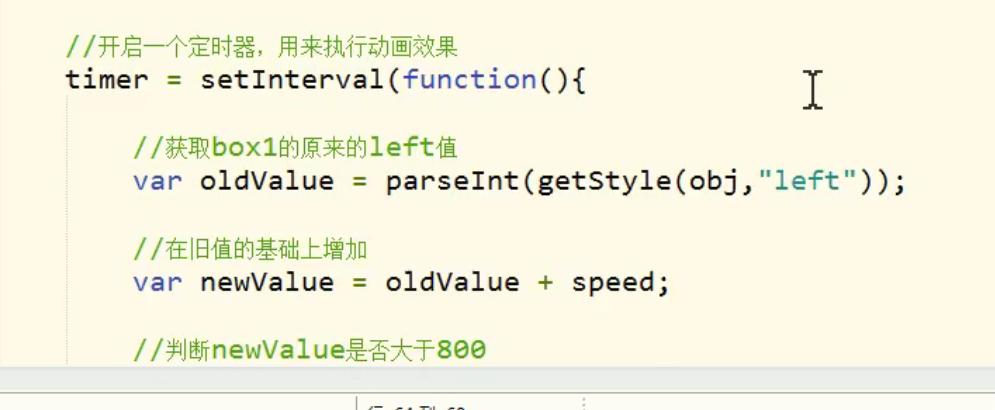 //开启一个定时器，用来执行动画效果
timer = setInterval(function(){
//获取box1的原来的left值
var oldValue = parseInt(getStyle(obj,"left"));
//在旧值的基础上增加
var newValue = oldValue + speed;
//判断newValue是否大于800